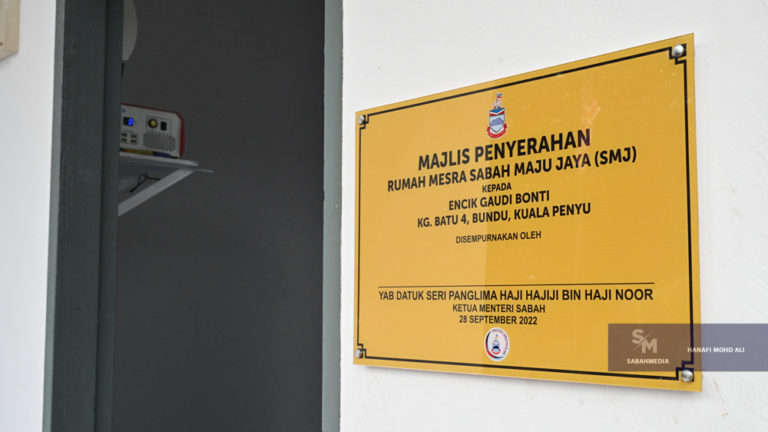 MAJLIS PENYERAHAN
RUMAH MESRA SABAH MAJU JAYA (SMJ)
KEPADA
ENCIK GAUDI BONTI
KG. BATU 4, BUNDU, KUALA PENYU
DISEMPURNAKAN OLEH
YAB DATUK SERI PANGLIMA HAJI HAJIJI BIN HAJI NOOR
KETUA MENTERI SABAH
28 SEPTEMBER 2022
S/M
SABAHMEDIA
HANAFI MOHD ALI